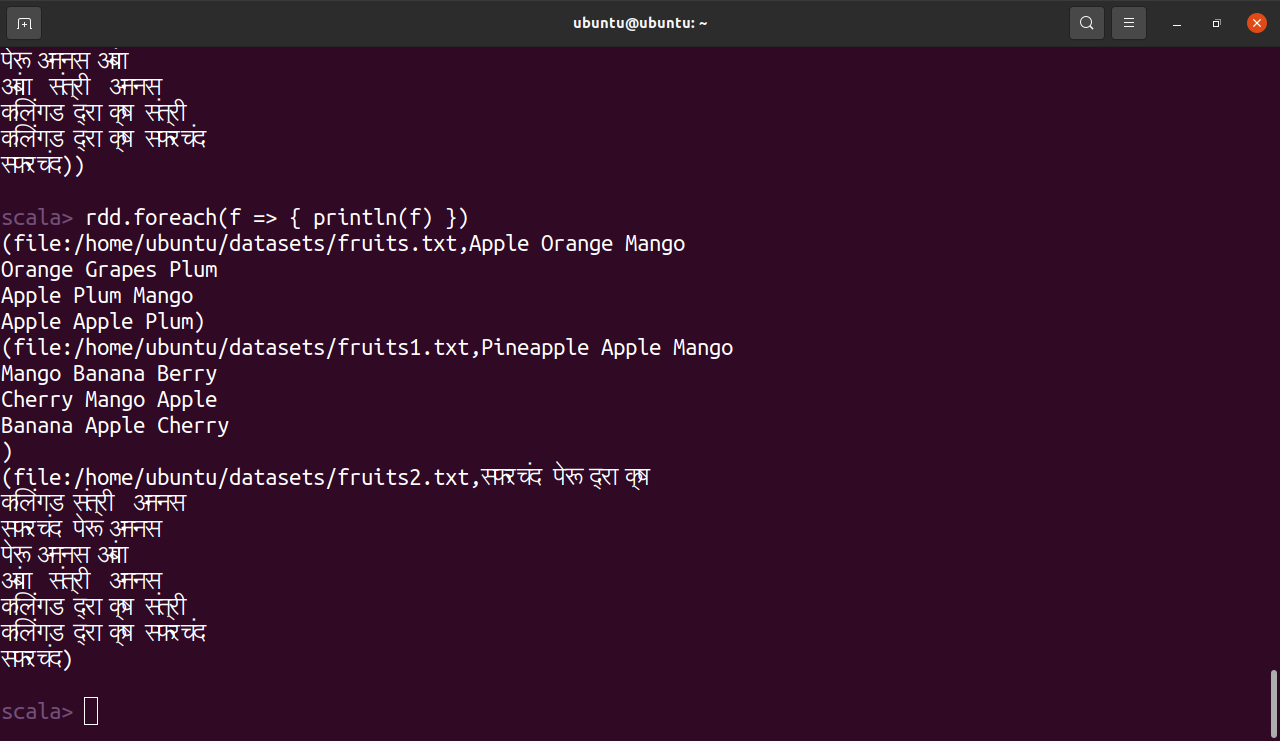 ubuntu@ubuntu: ~
पेरू अननस आंबा
आंबा संत्री अननस
कलिंगड द्राक्ष संत्री
कलिंगड द्राक्ष सफरचंद
सफरचंद))
scala> rdd.foreach(f => { println(f) })
(file:/home/ubuntu/datasets/fruits.txt,Apple Orange Mango
Orange Grapes Plum
Apple Plum Mango
Apple Apple Plum)
(file:/home/ubuntu/datasets/fruits1.txt,Pineapple Apple Mango
Mango Banana Berry
Cherry Mango Apple
Banana Apple Cherry
)
(file:/home/ubuntu/datasets/fruits2.txt,सफरचंद पेरू द्राक्ष
कलिंगड संत्री अननस
सफरचंद पेरू अननस
पेरू अननस आंबा
आंबा संत्री अननस
कलिंगड द्राक्ष संत्री
कलिंगड द्राक्ष सफरचंद
सफरचंद)
scala>